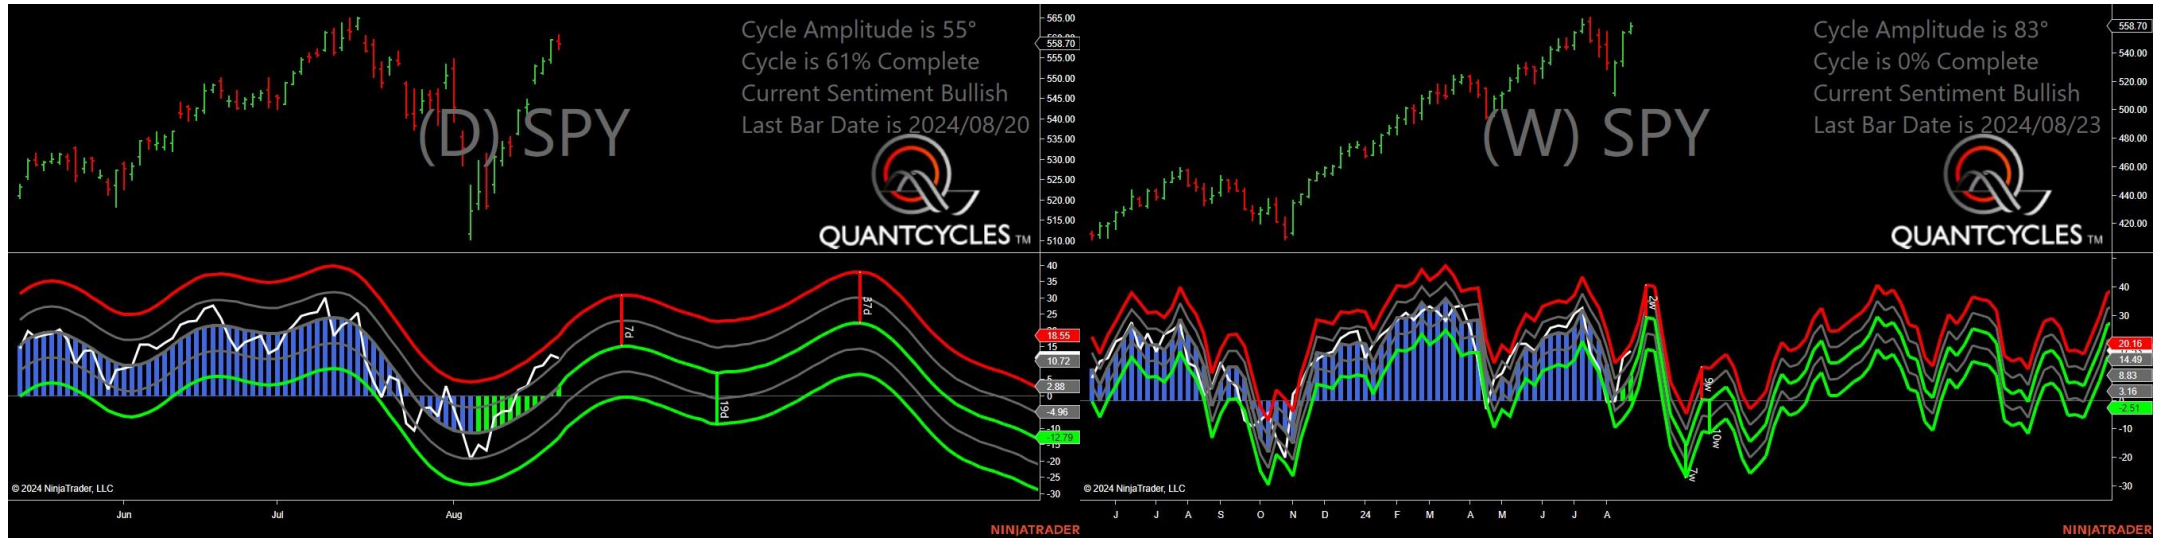 Cycle Amplitude is 55°
Cycle is 61% Complete
Current Sentiment Bullish
Last Bar Date is 2024/08/20
(D) SPY
QUANTCYCLES TM
565.00
558.70
555.00
550.00
545.00
540.00
535.00
530.00
525.00
520.00
515.00
510.00
7d
19d
37d
40
35
30
25
18.55
15
10.72
5
2.88
0
-4.96
-10
-12.79
-15
-20
-25
-30
© 2024 NinjaTrader, LLC
Jun
Jul
Aug
NINJATRADER
Cycle Amplitude is 83°
Cycle is 0% Complete
Current Sentiment Bullish
Last Bar Date is 2024/08/23
(W) SPY
QUANTCYCLES TM
558.70
540.00
520.00
500.00
480.00
460.00
440.00
420.00
2w
9w
10w
7w
40
30
20.16
14.49
8.83
3.16
-2.51
-10
-20
-30
© 2024 NinjaTrader, LLC
J J A S O N D 24 F M A M J J A
NINJATRADER